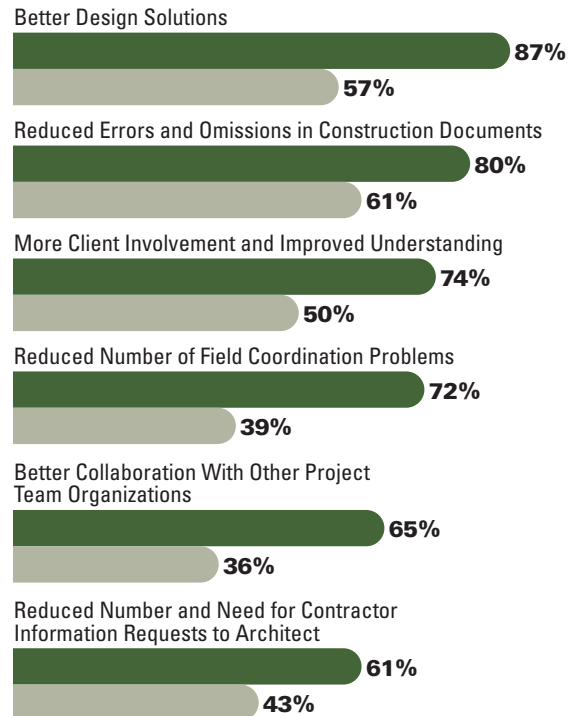 Better Design Solutions
87%
57%
Reduced Errors and Omissions in Construction Documents
80%
61%
More Client Involvement and Improved Understanding
74%
50%
Reduced Number of Field Coordination Problems
72%
39%
Better Collaboration With Other Project
Team Organizations
65%
36%
Reduced Number and Need for Contractor
Information Requests to Architect
61%
43%